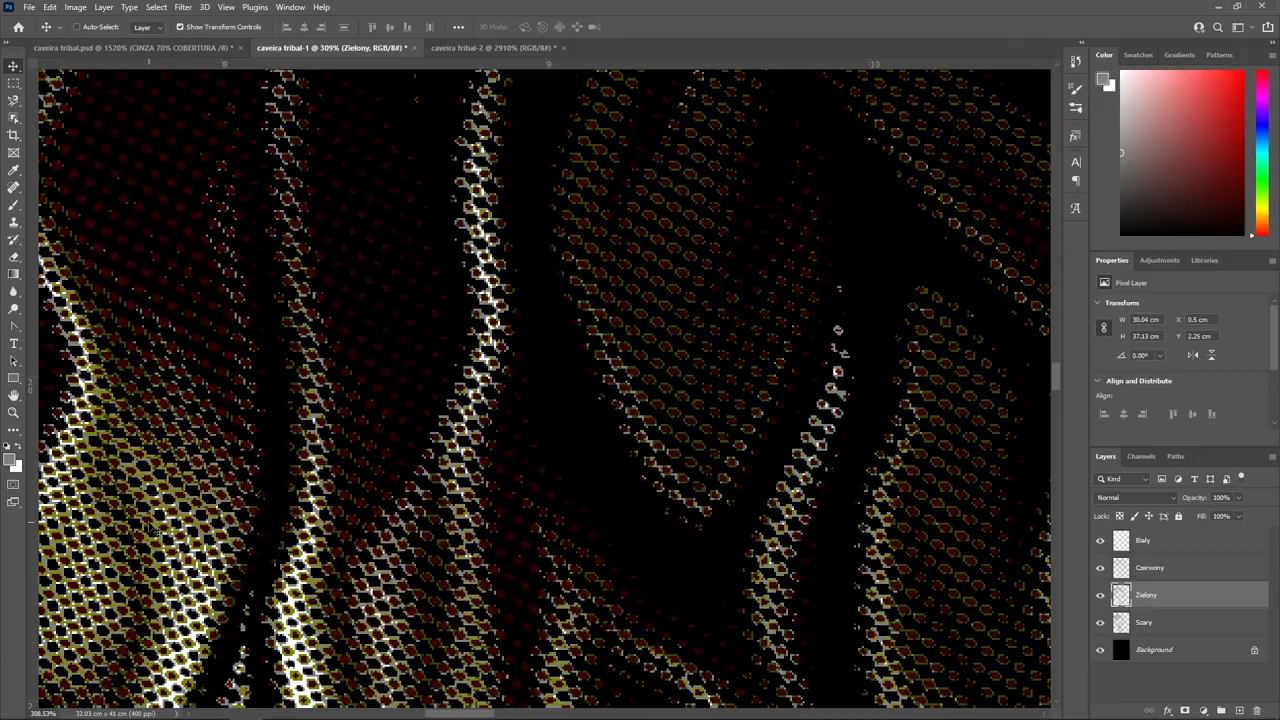 File Edit Image Layer Type Select Filter 3D View Plugins Window Help
Auto-Select: Layer Show Transform Controls 3D Mode:
caveira tribal.psd @ 1520% (CINZA 70% COBERTURA /8) * × caveira tribal-1 @ 309% (Zielony, RGB/8#) * × caveira tribal-2 @ 2910% (RGB/8#) * ×
8 9 10
Color Swatches Gradients Patterns
Properties Adjustments Libraries
Pixel Layer
Transform
W 30.04 cm X 0.5 cm
H 37.13 cm Y 2.25 cm
0.00°
Align and Distribute
Align:
Layers Channels Paths
Kind
Normal Opacity: 100%
Lock: Fill: 100%
Biały
Czerwony
Zielony
Szary
Background
308.53% 32.03 cm x 41 cm (400 ppi)